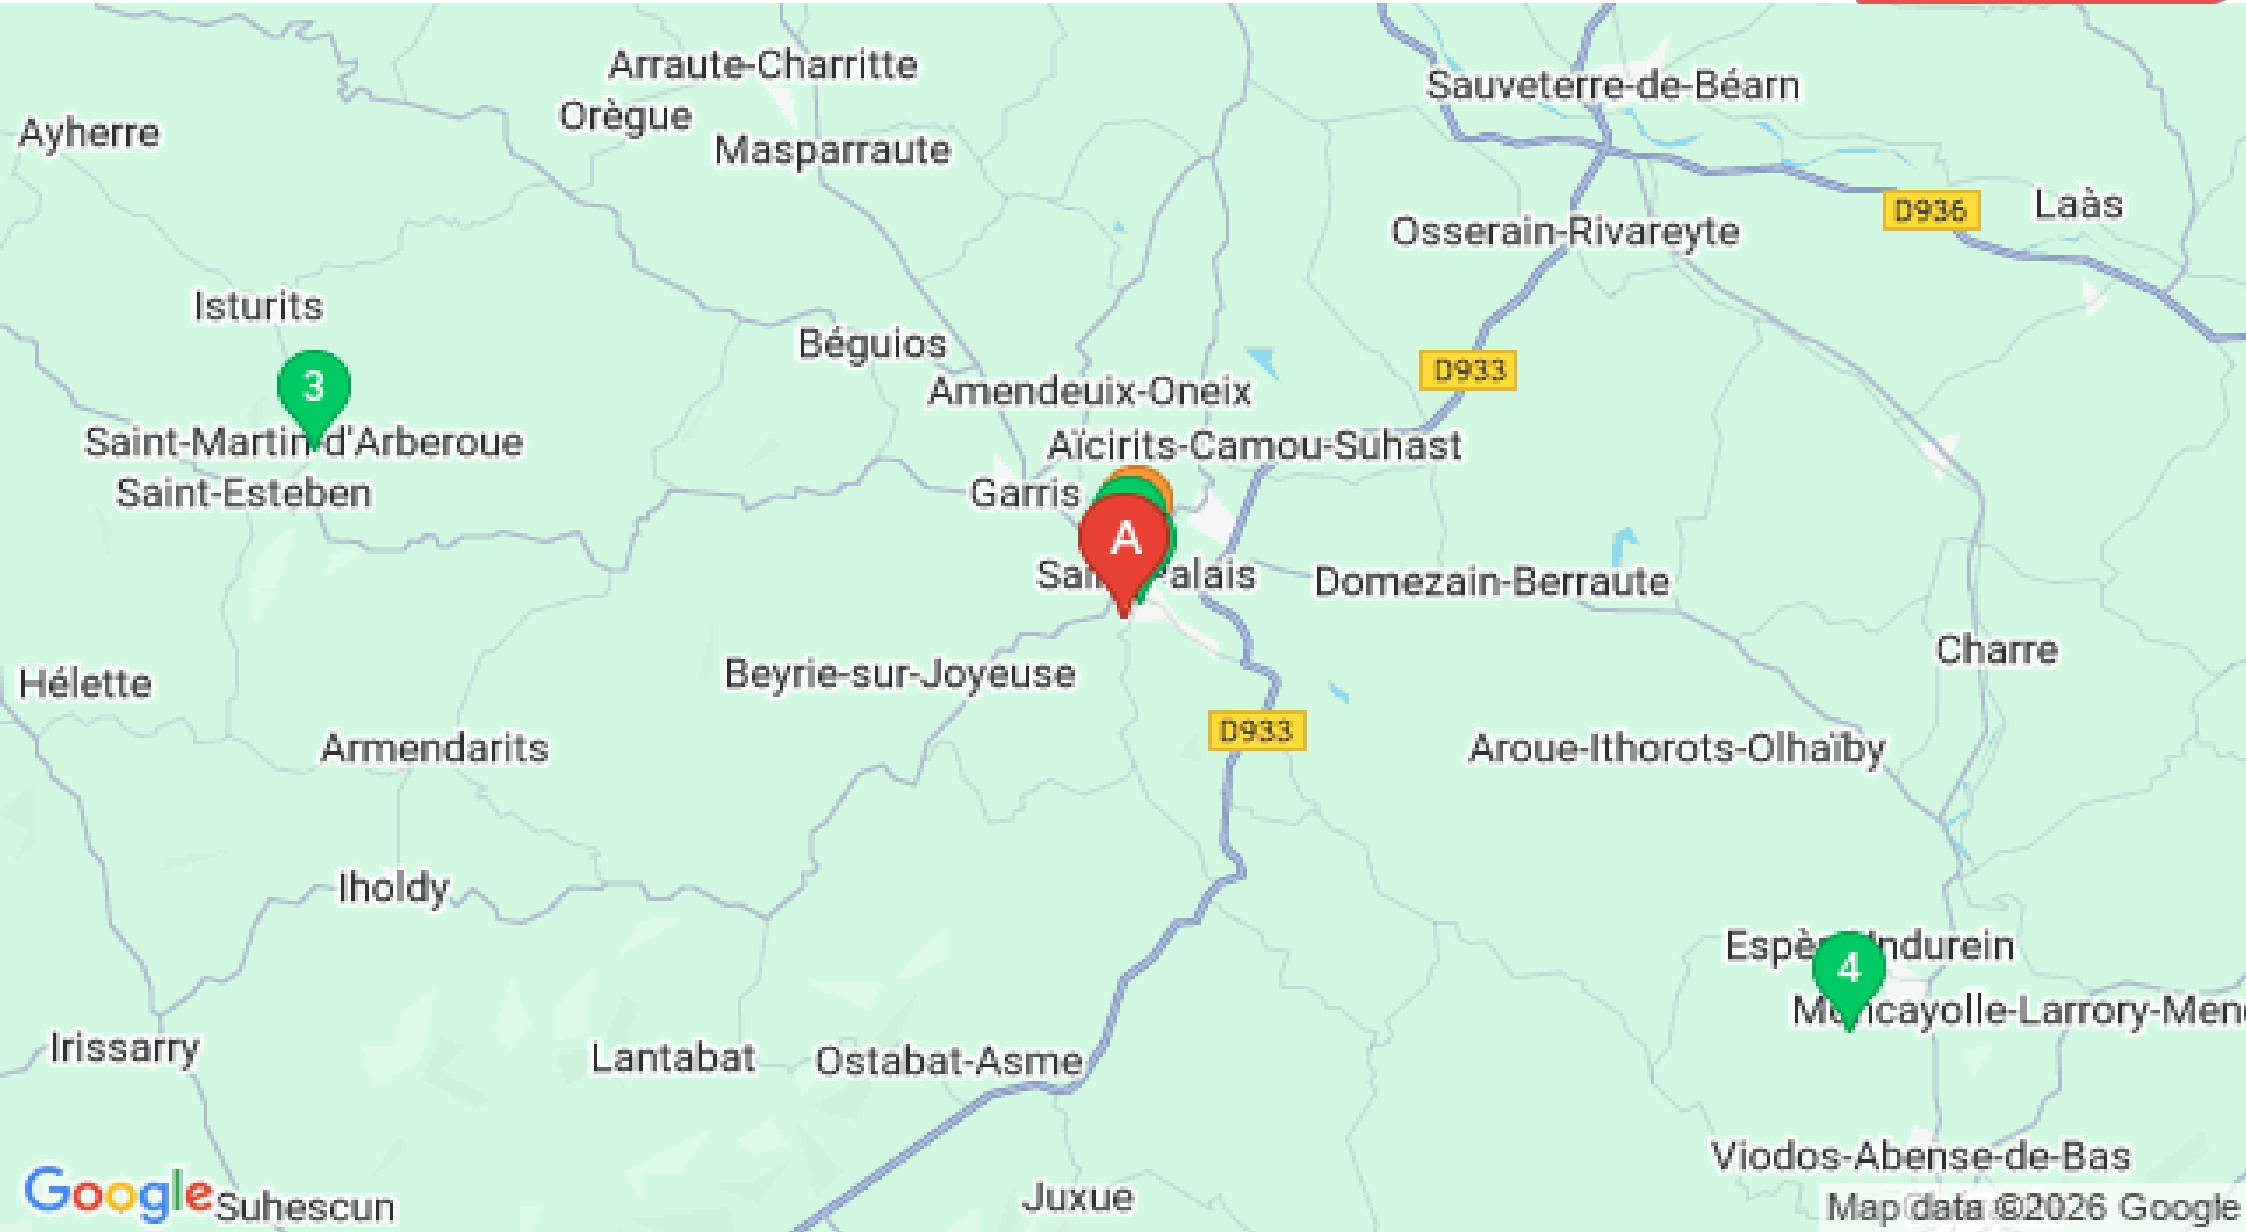 Arraute-Charritte
Sauveterre-de-Béarn
Orègue
Ayherre
Masparraute
D936
Laàs
Osserain-Rivareyte
Isturits
Béguios
D933
3
Amendeuix-Oneix
Saint-Martin-d'Arberoue
Aïcirits-Camou-Suhast
Saint-Esteben
Garris
A
Domezain-Berraute
Charre
Beyrie-sur-Joyeuse
Hélette
D933
Armendarits
Aroue-Ithorots-Olhaïby
Iholdy
4
Irissarry
Lantabat
Ostabat-Asme
Viodos-Abense-de-Bas
Google
Suhescun
Juxue
Map data ©2026 Google